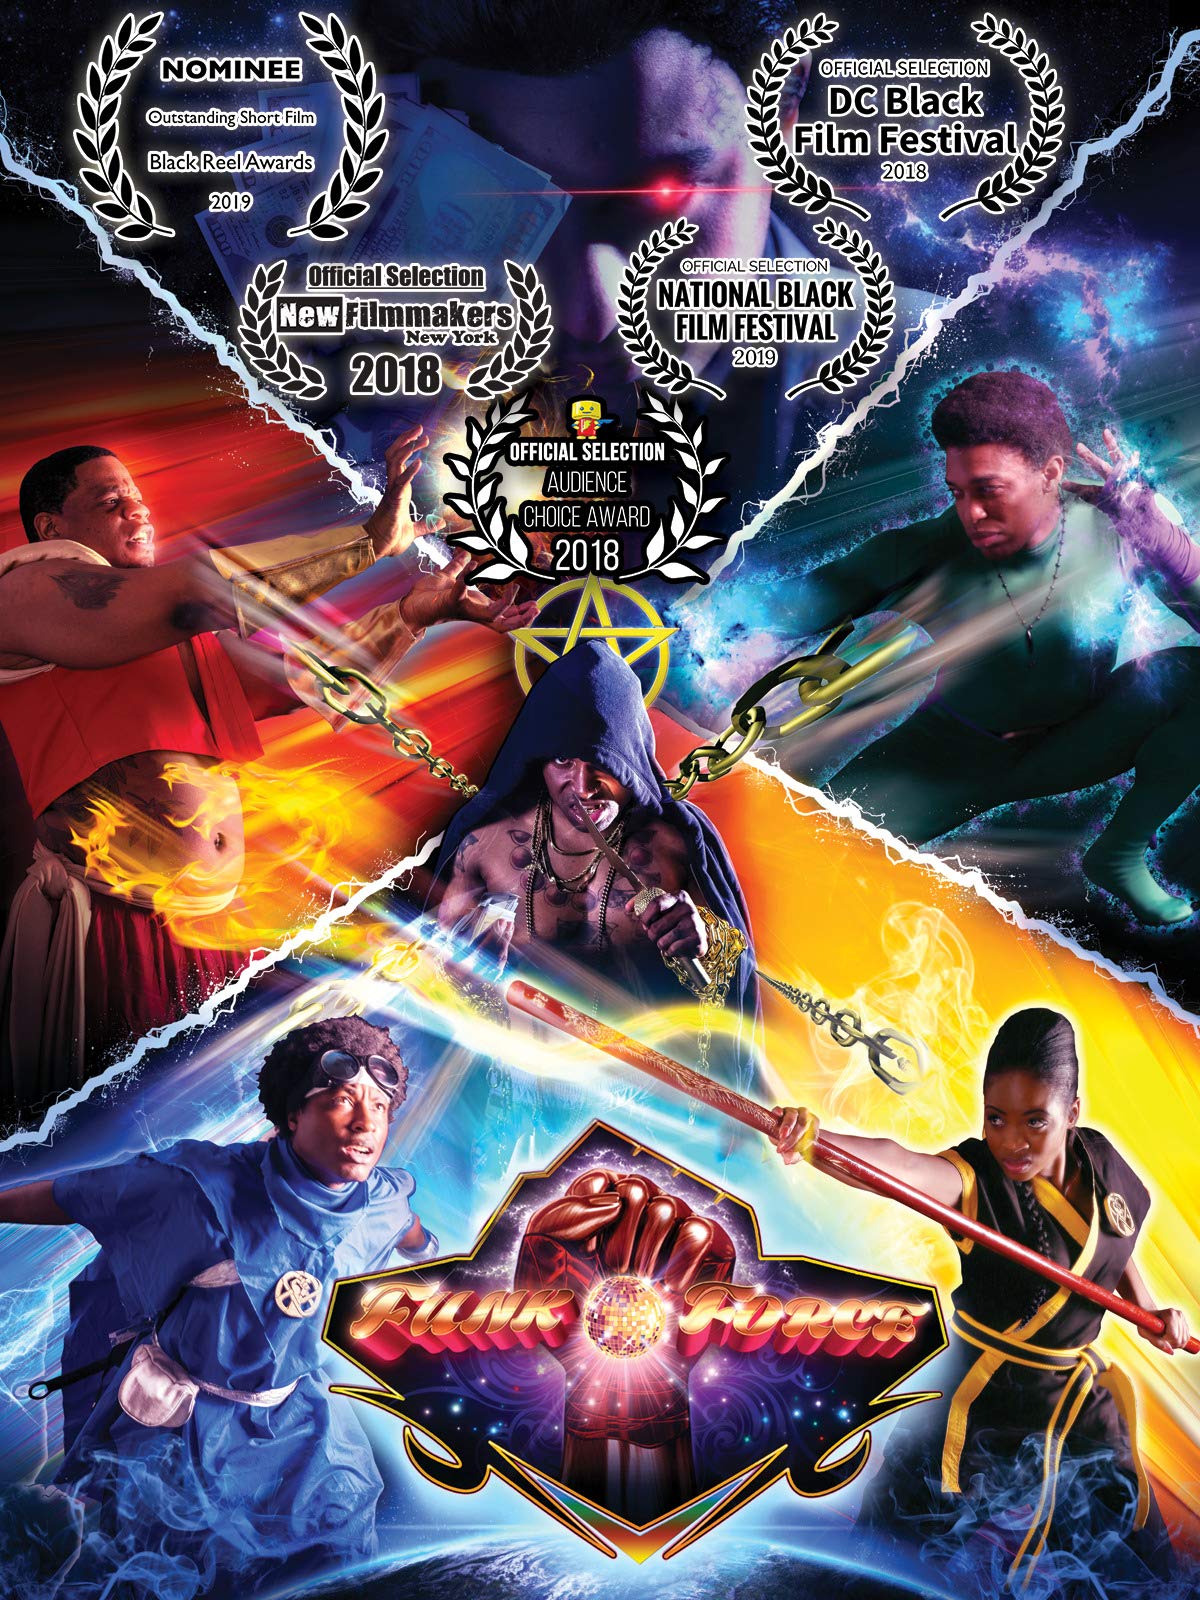 NOMINEE
Outstanding Short Film
Black Reel Awards
2019
OFFICIAL SELECTION
DC Black
Film Festival
2018
Official Selection
New Filmmakers
New York
2018
OFFICIAL SELECTION
NATIONAL BLACK
FILM FESTIVAL
2019
OFFICIAL SELECTION
AUDIENCE
CHOICE AWARD
2018
FUNK FORCE